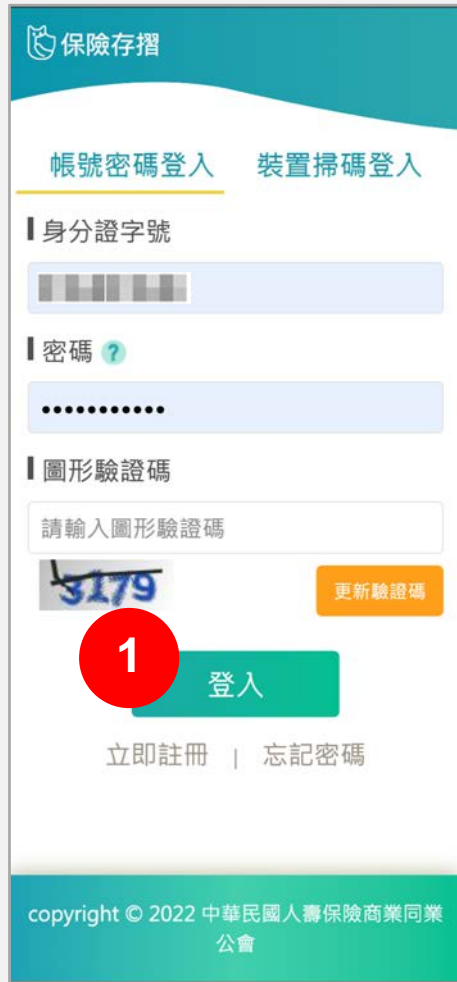 保險存摺
帳號密碼登入 裝置掃碼登入
身分證字號
密碼 ?
•••••••••••
圖形驗證碼
請輸入圖形驗證碼
3179
更新驗證碼
1
登入
立即註冊 | 忘記密碼
copyright © 2022 中華民國人壽保險商業同業
公會